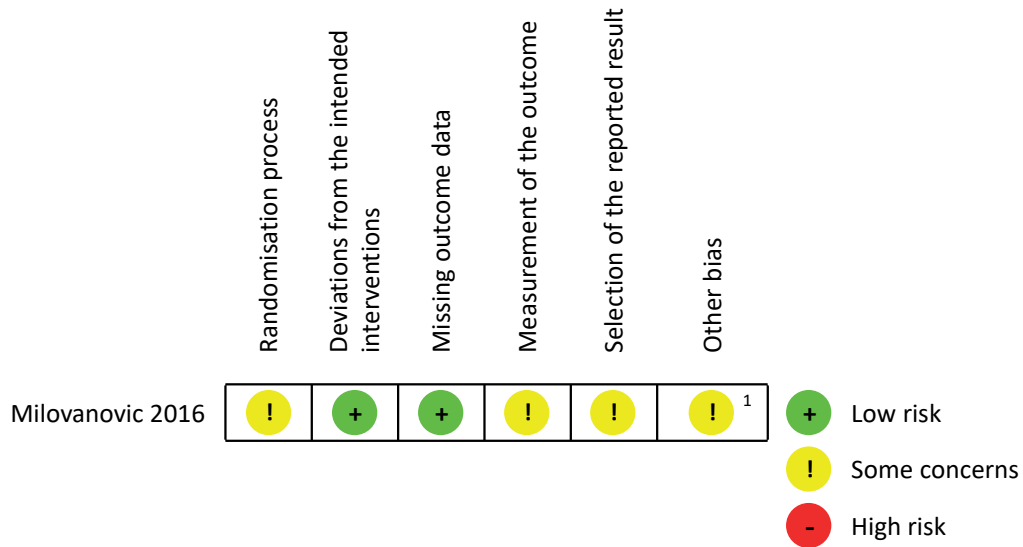 Randomisation process
Deviations from the intended
interventions
Missing outcome data
Measurement of the outcome
Selection of the reported result
Other bias
Milovanovic 2016 ! + + ! ! ! 1
+ Low risk
! Some concerns
- High risk